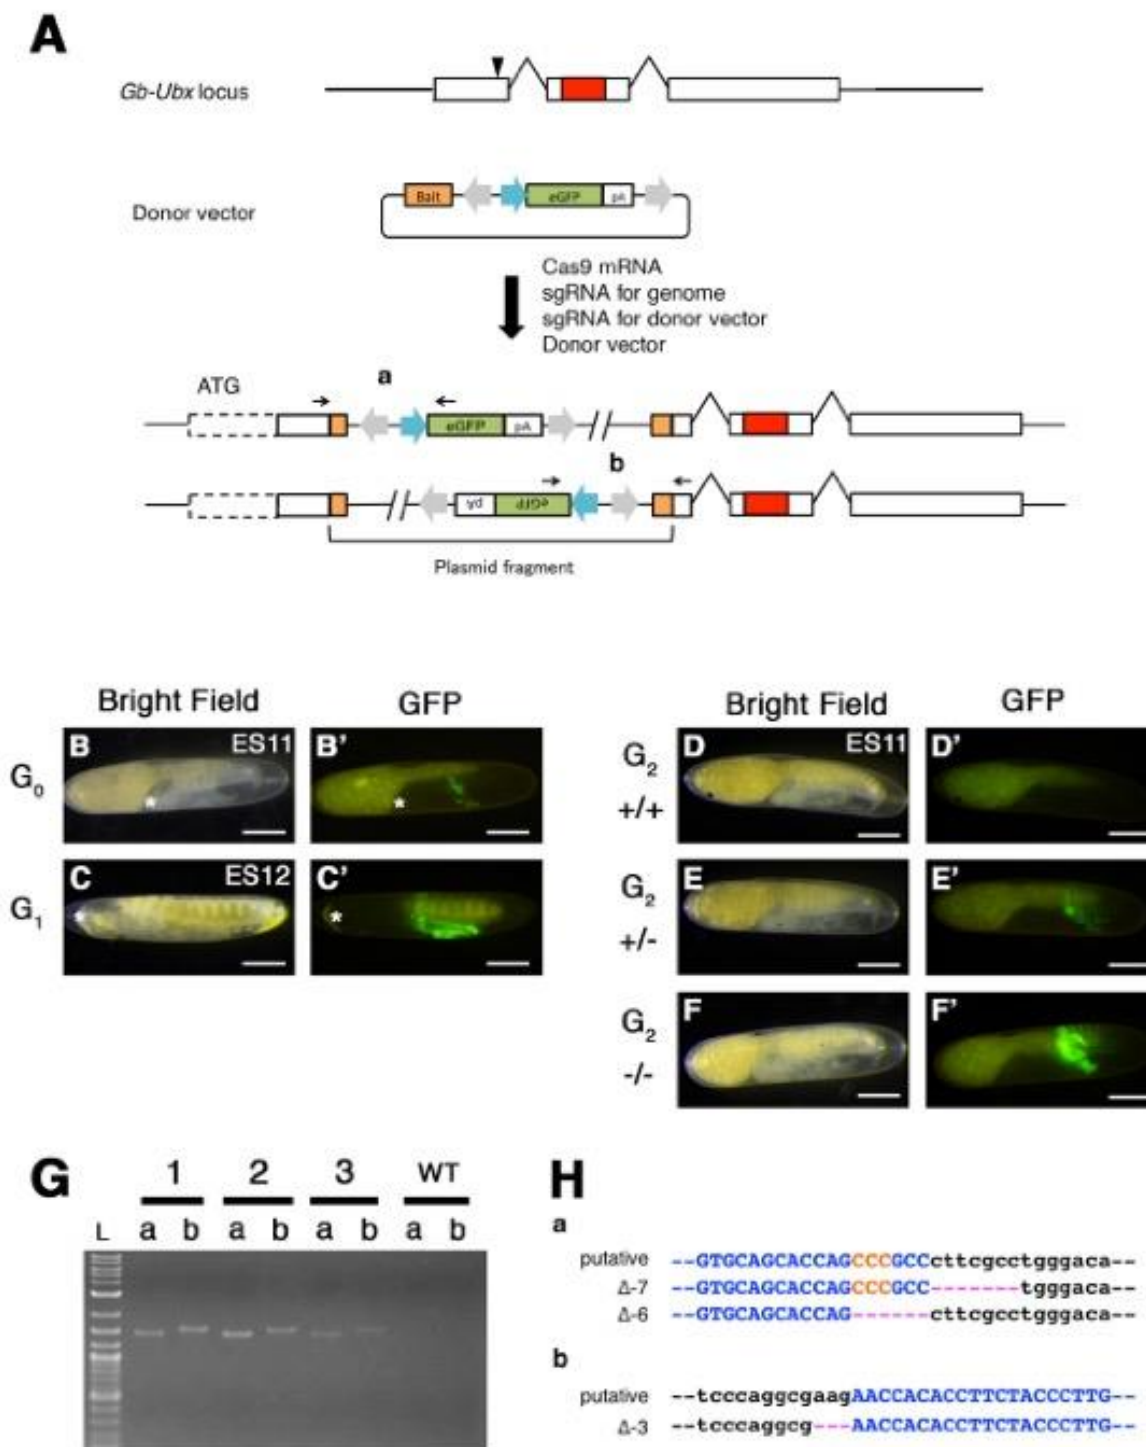 A
Gb-Ubx locus
Donor vector
Bait
eGFP
pA
Cas9 mRNA
sgRNA for genome
sgRNA for donor vector
Donor vector
ATG
a
eGFP
pA
b
pA
eGFP
Plasmid fragment
Bright Field
GFP
G0
B
ES11
B'
G1
C
ES12
C'
Bright Field
GFP
G2
+/+
D
ES11
D'
G2
+/-
E
E'
G2
-/-
F
F'
G
1 2 3 WT
L a b a b a b a b
H
a
putative --GTGCAGCACCAGCCCGCCcttcgcctgggaca--
Δ-7 --GTGCAGCACCAGCCCGCC-------tgggaca--
Δ-6 --GTGCAGCACCAG------cttcgcctgggaca--
b
putative --tcccaggcgaagAACCACACCTTCTACCCTTG--
Δ-3 --tcccaggcg---AACCACACCTTCTACCCTTG--